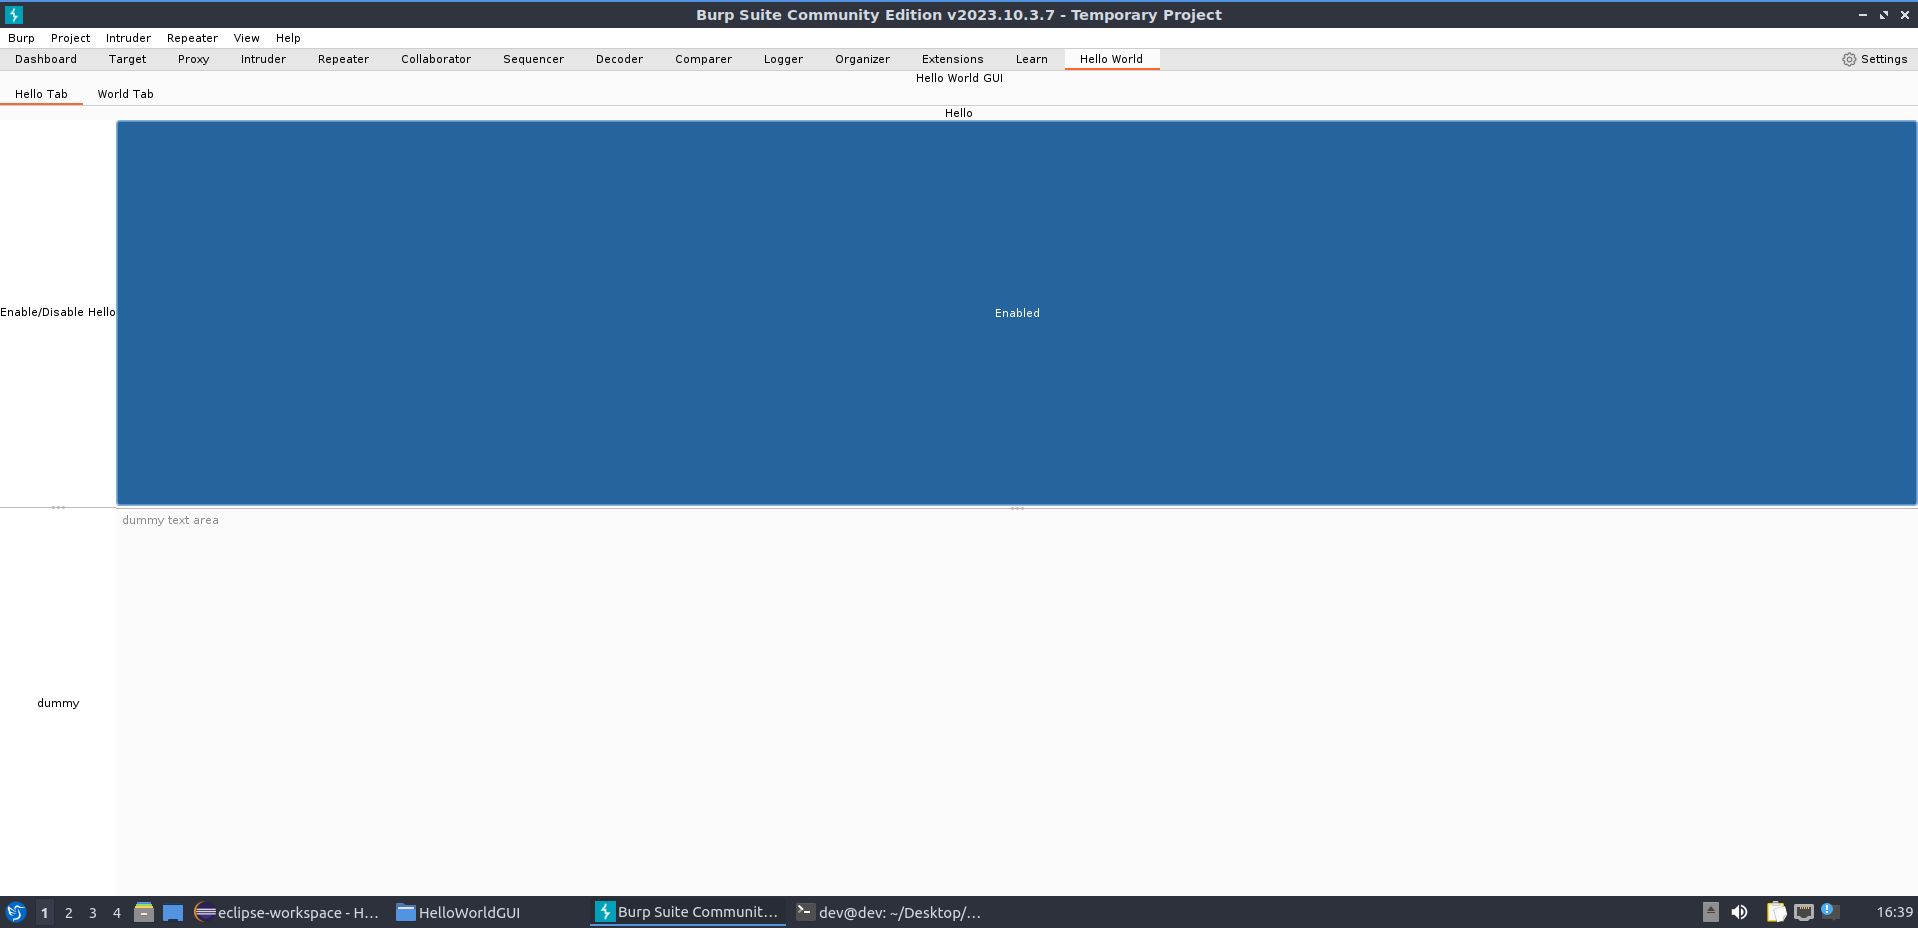 Burp Suite Community Edition v2023.10.3.7 - Temporary Project
Burp Project Intruder Repeater View Help
Dashboard Target Proxy Intruder Repeater Collaborator Sequencer Decoder Comparer Logger Organizer Extensions Learn Hello World Settings
Hello World GUI
Hello Tab World Tab
Hello
Enable/Disable Hello Enabled
dummy text area
dummy
1 2 3 4 eclipse-workspace - H... HelloWorldGUI Burp Suite Communit... dev@dev: ~/Desktop/... 16:39